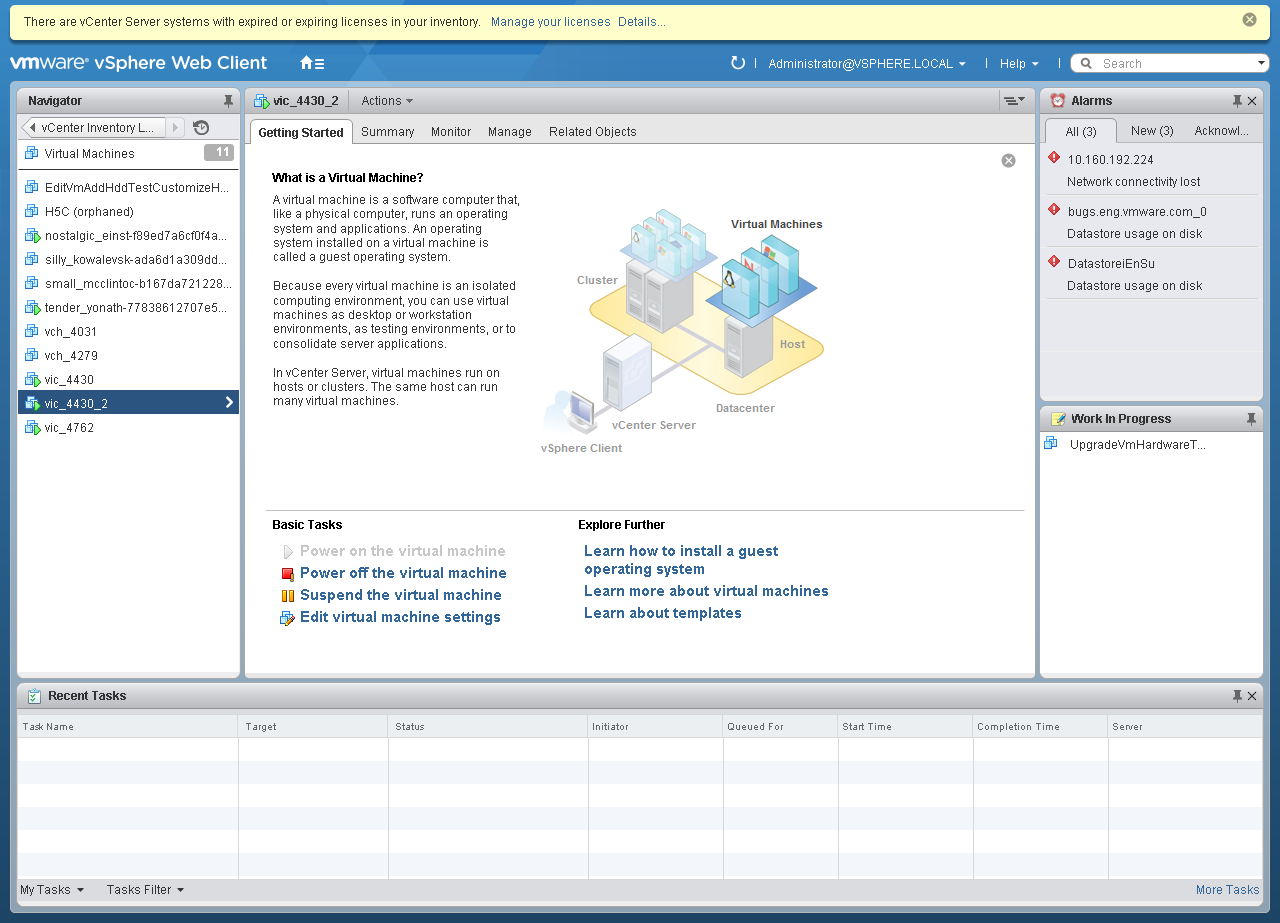 There are vCenter Server systems with expired or expiring licenses in your inventory. Manage your licenses Details...
vmware® vSphere Web Client
Administrator@VSPHERE.LOCAL
Help
Search
Navigator
vCenter Inventory L...
Virtual Machines 11
EditVmAddHddTestCustomizeH...
H5C (orphaned)
nostalgic_einst-f89ed7a6cf0f4a...
silly_kowalevsk-ada6d1a309dd...
small_mcclintoc-b167da721228...
tender_yonath-77838612707e5...
vch_4031
vch_4279
vic_4430
vic_4430_2
vic_4762
vic_4430_2 Actions
Getting Started Summary Monitor Manage Related Objects
What is a Virtual Machine?
A virtual machine is a software computer that,
like a physical computer, runs an operating
system and applications. An operating
system installed on a virtual machine is
called a guest operating system.
Because every virtual machine is an isolated
computing environment, you can use virtual
machines as desktop or workstation
environments, as testing environments, or to
consolidate server applications.
In vCenter Server, virtual machines run on
hosts or clusters. The same host can run
many virtual machines.
Virtual Machines
Cluster
Host
Datacenter
vCenter Server
vSphere Client
Basic Tasks
Power on the virtual machine
Power off the virtual machine
Suspend the virtual machine
Edit virtual machine settings
Explore Further
Learn how to install a guest
operating system
Learn more about virtual machines
Learn about templates
Alarms
All (3) New (3) Acknowl...
10.160.192.224
Network connectivity lost
bugs.eng.vmware.com_0
Datastore usage on disk
DatastoreiEnSu
Datastore usage on disk
Work In Progress
UpgradeVmHardwareT...
Recent Tasks
Task Name Target Status Initiator Queued For Start Time Completion Time Server
My Tasks Tasks Filter More Tasks